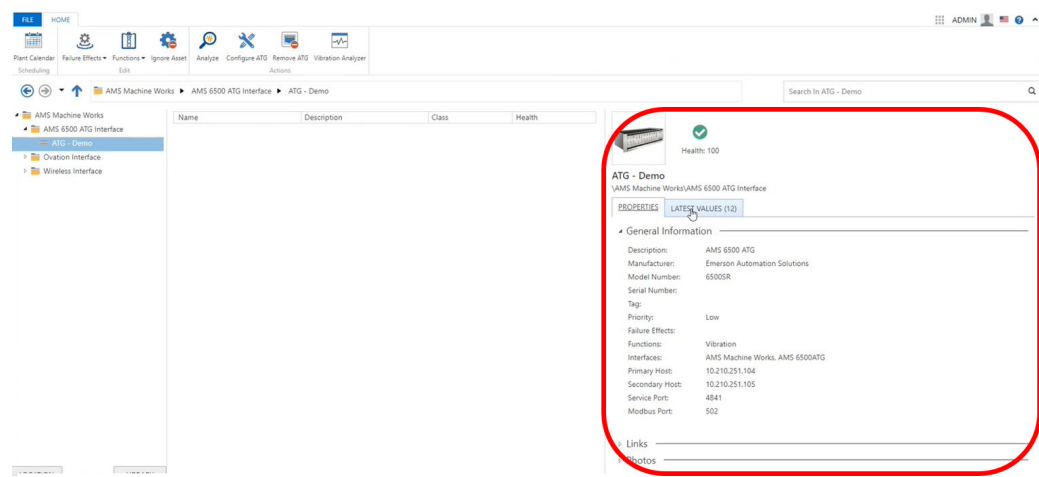 FILE HOME
ADMIN
Plant Calendar Failure Effects Functions Ignore Asset Analyze Configure ATG Remove ATG Vibration Analyzer
Scheduling Edit Actions
AMS Machine Works AMS 6500 ATG Interface ATG - Demo
Search In ATG - Demo
AMS Machine Works
AMS 6500 ATG Interface
ATG - Demo
Ovation Interface
Wireless Interface
Name Description Class Health
Health: 100
ATG - Demo
\AMS Machine Works\AMS 6500 ATG Interface
PROPERTIES LATEST VALUES (12)
General Information
Description: AMS 6500 ATG
Manufacturer: Emerson Automation Solutions
Model Number: 6500SR
Serial Number:
Tag:
Priority: Low
Failure Effects:
Functions: Vibration
Interfaces: AMS Machine Works, AMS 6500ATG
Primary Host: 10.210.251.104
Secondary Host: 10.210.251.105
Service Port: 4841
Modbus Port: 502
Links
Photos